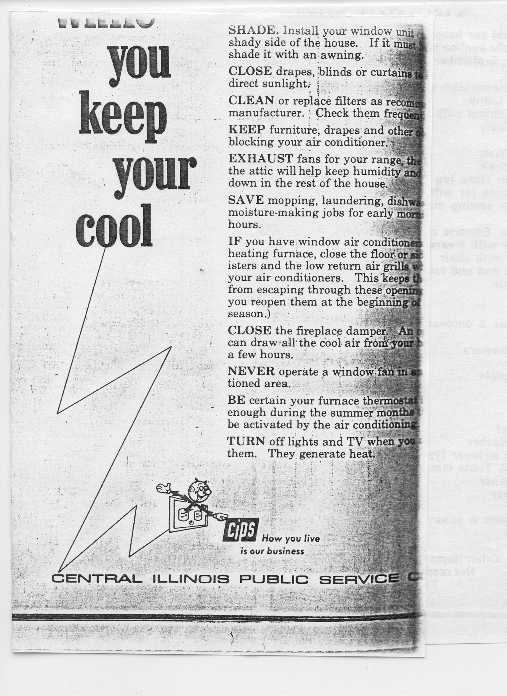 you
keep
your
cool
SHADE. Install your window unit
shady side of the house. If it must
shade it with an awning.
CLOSE drapes, blinds or curtains
direct sunlight.
CLEAN or replace filters as
manufacturer. Check them
KEEP furniture, drapes and other
blocking your air conditioner.
EXHAUST fans for your range, the
the attic will help keep humidity and
down in the rest of the house.
SAVE mopping, laundering,
moisture-making jobs for early
hours.
IF you have window air
heating furnace, close the floor or
isters and the low return air grills
your air conditioners. This keeps
from escaping through these
you reopen them at the beginning of
season.)
CLOSE the fireplace damper. An
can draw all the cool air from your
a few hours.
NEVER operate a window fan in
tioned area.
BE certain your furnace thermostat
enough during the summer months
be activated by the air conditioning
TURN off lights and TV when you
them. They generate heat.
CIPS
How you live
is our business
CENTRAL ILLINOIS PUBLIC SERVICE